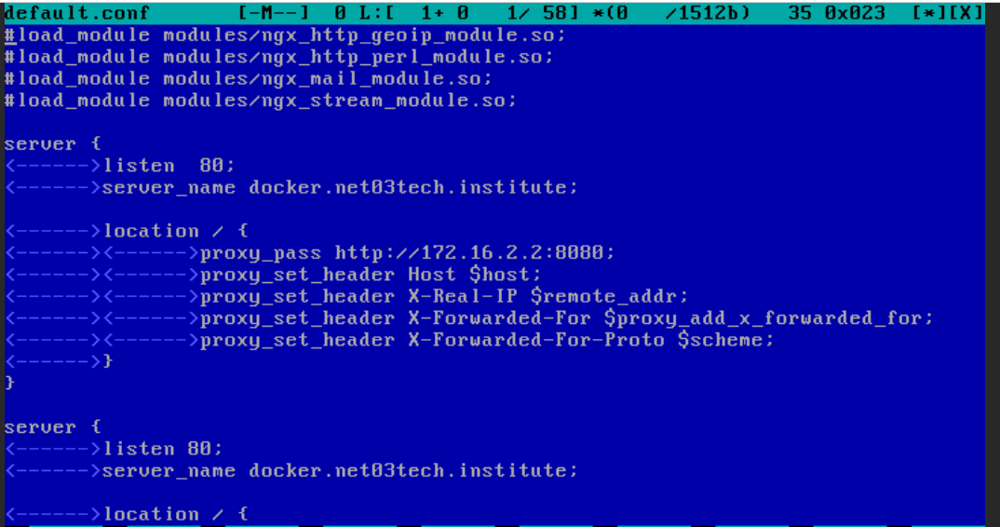 default.conf [-M--] 0 L:[ 1+ 0 1/ 58] *(0 /1512b) 35 0x023 [*][X]
#load_module modules/ngx_http_geoip_module.so;
#load_module modules/ngx_http_perl_module.so;
#load_module modules/ngx_mail_module.so;
#load_module modules/ngx_stream_module.so;
server {
<------>listen  80;
<------>server_name docker.net03tech.institute;
<------>location / {
<------><------>proxy_pass http://172.16.2.2:8080;
<------><------>proxy_set_header Host $host;
<------><------>proxy_set_header X-Real-IP $remote_addr;
<------><------>proxy_set_header X-Forwarded-For $proxy_add_x_forwarded_for;
<------><------>proxy_set_header X-Forwarded-For-Proto $scheme;
<------>}
}
server {
<------>listen 80;
<------>server_name docker.net03tech.institute;
<------>location / {